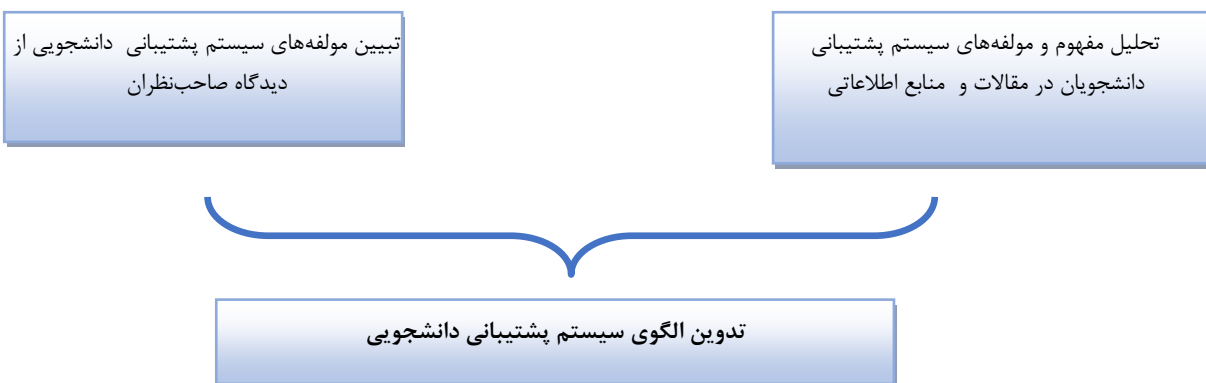 تحلیل مفهوم و مولفه‌های سیستم پشتیبانی
دانشجویان در مقالات و منابع اطلاعاتی
تبیین مولفه‌های سیستم پشتیبانی دانشجویی از
دیدگاه صاحب‌نظران
تدوین الگوی سیستم پشتیبانی دانشجویی